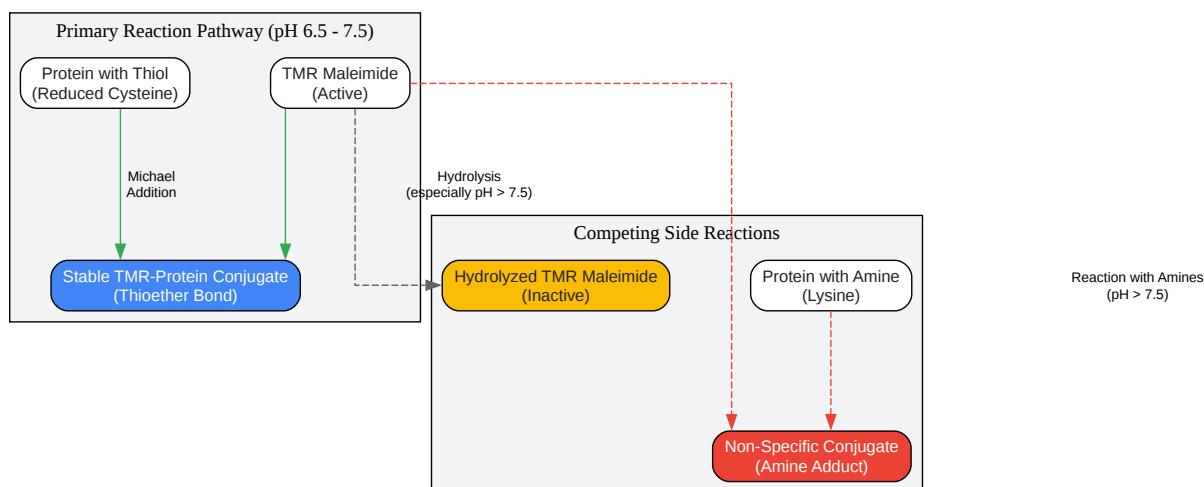 Primary Reaction Pathway (pH 6.5 - 7.5)
Protein with Thiol
(Reduced Cysteine)
TMR Maleimide
(Active)
Michael
Addition
Hydrolysis
(especially pH > 7.5)
Stable TMR-Protein Conjugate
(Thioether Bond)
Competing Side Reactions
Hydrolyzed TMR Maleimide
(Inactive)
Protein with Amine
(Lysine)
Reaction with Amines
(pH > 7.5)
Non-Specific Conjugate
(Amine Adduct)